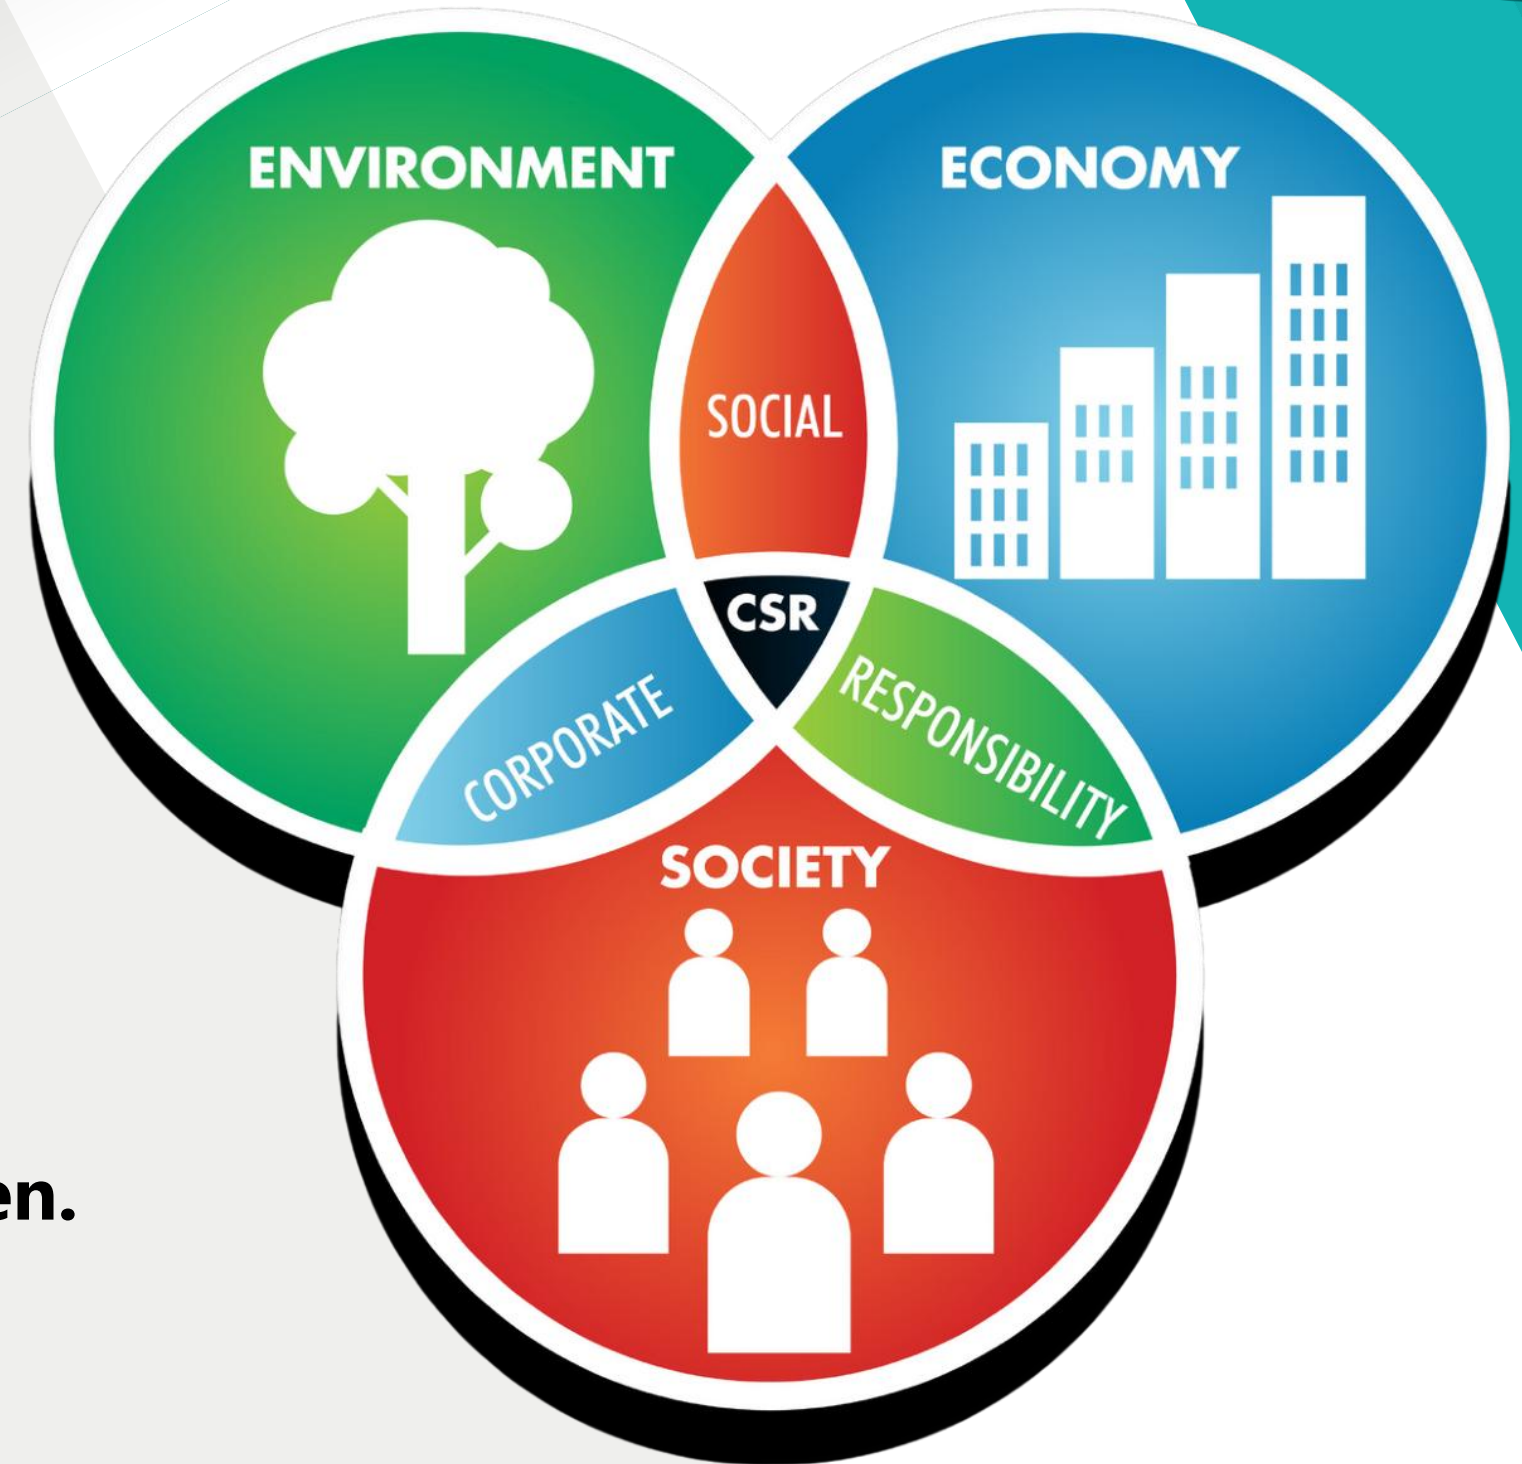 ENVIRONMENT
ECONOMY
SOCIAL
CSR
CORPORATE
RESPONSIBILITY
SOCIETY
en.